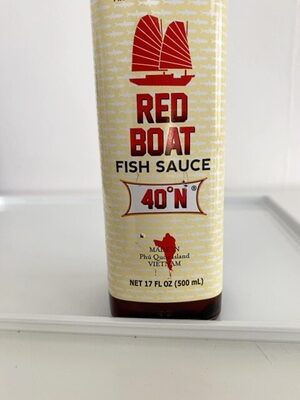 RED
BOAT
FISH SAUCE
40°N®
Phú Quốc Island
VIETNAM
NET 17 FL OZ (500 mL)